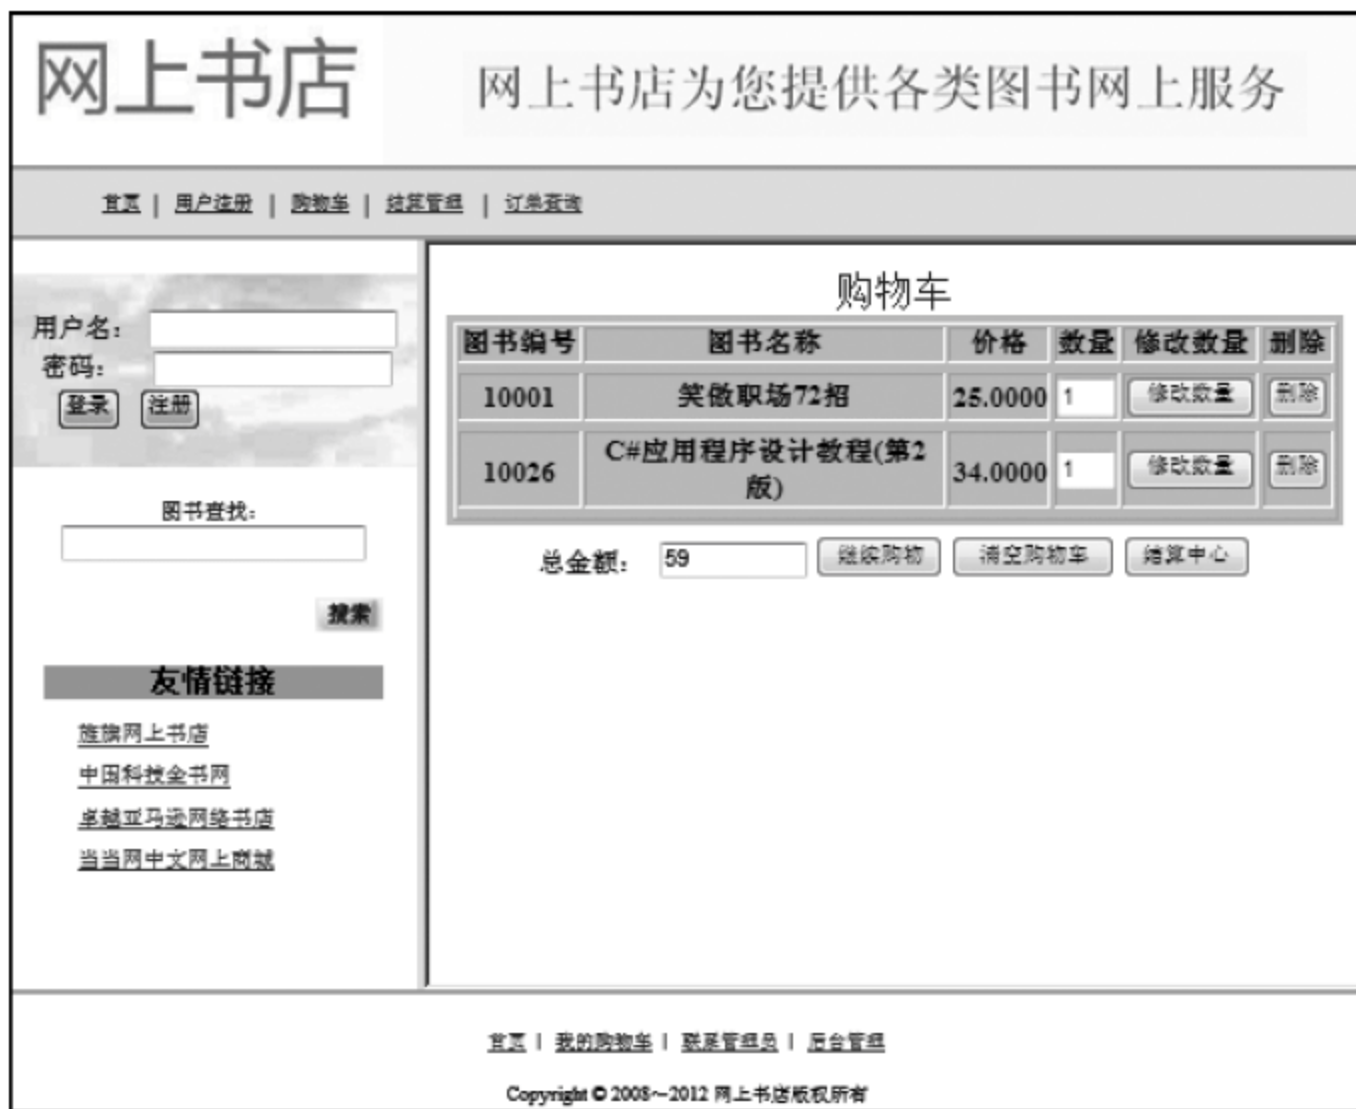 网上书店
网上书店为您提供各类图书网上服务
首页 | 用户注册 | 购物车 | 结算管理 | 订单查询
用户名：
密码：
登录 注册
图书查找：
搜索
友情链接
旌旗网上书店
中国科技金书网
卓越亚马逊网络书店
当当网中文网上商城
购物车
图书编号 图书名称 价格 数量 修改数量 删除
10001 笑傲职场72招 25.0000 1 修改数量 删除
10026 C#应用程序设计教程(第2版) 34.0000 1 修改数量 删除
总金额： 59 继续购物 清空购物车 结算中心
首页 | 我的购物车 | 联系管理员 | 后台管理
Copyright © 2008～2012 网上书店版权所有